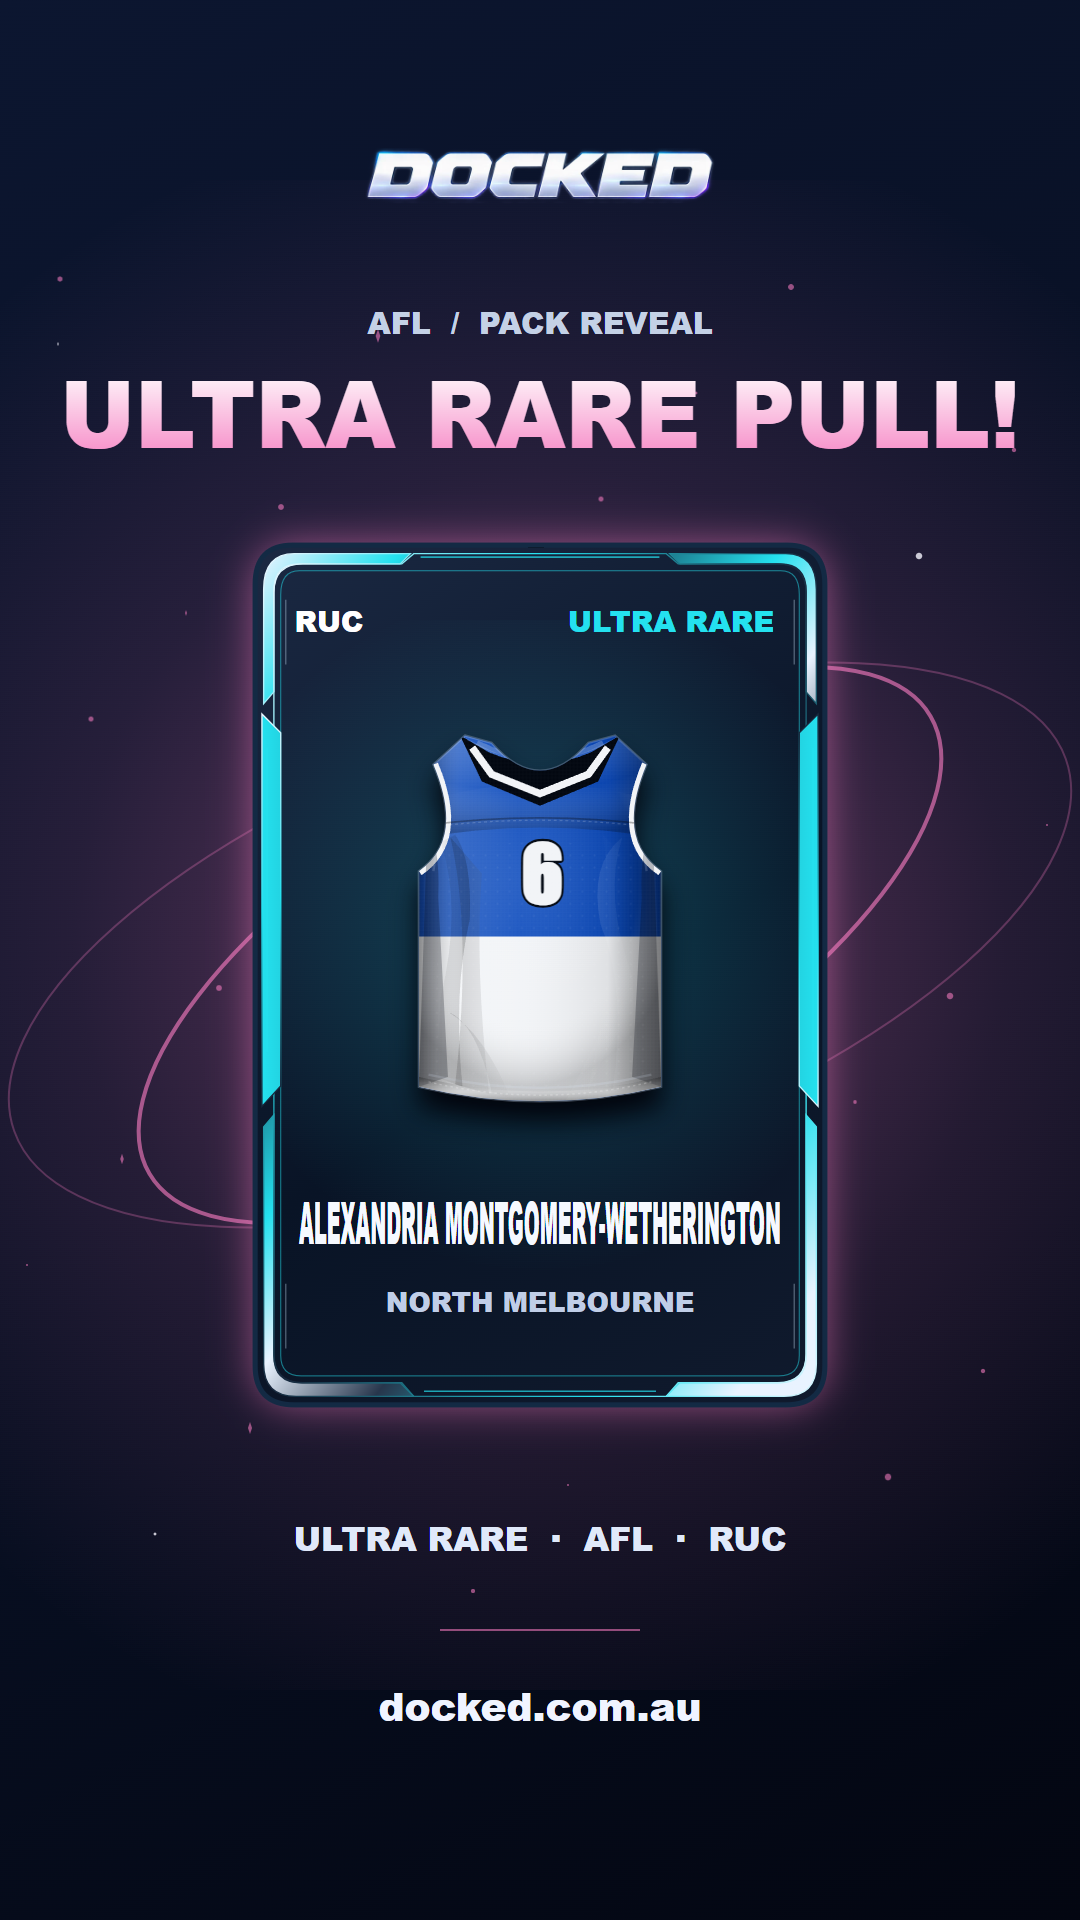 DOCKED
AFL / PACK REVEAL
ULTRA RARE PULL!
RUC
ULTRA RARE
6
ALEXANDRIA MONTGOMERY-WETHERINGTON
NORTH MELBOURNE
ULTRA RARE · AFL · RUC
docked.com.au